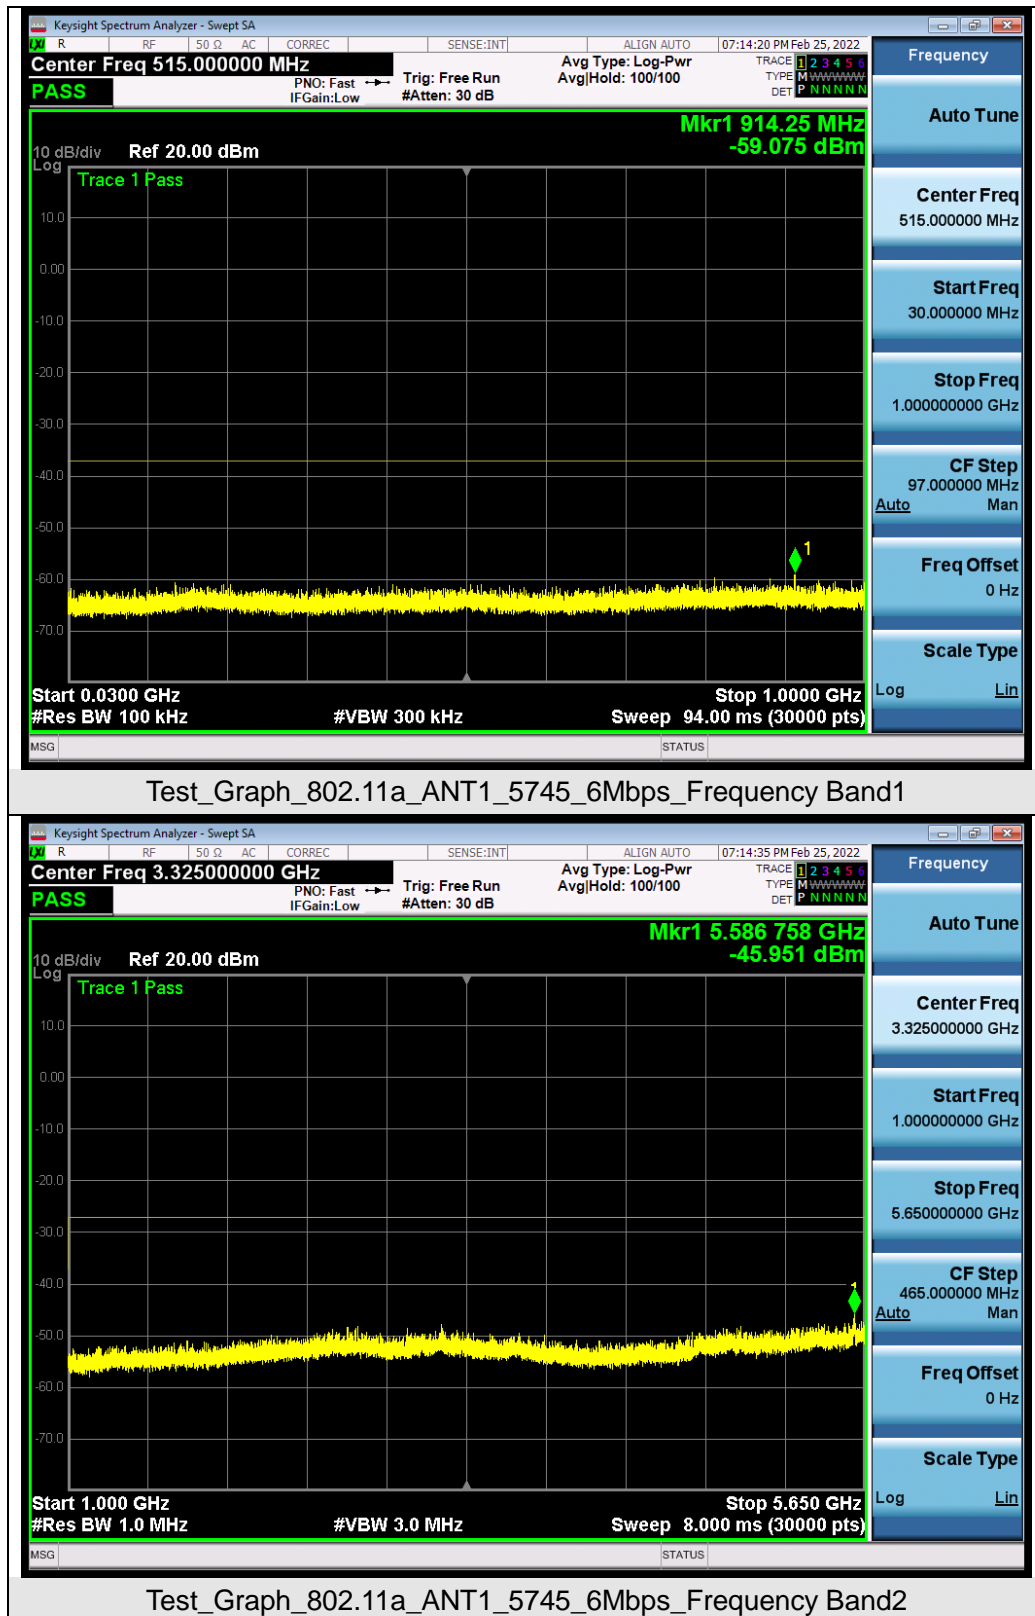 Keysight Spectrum Analyzer - Swept SA
LXI R RF 50 Ω AC CORREC SENSE:INT ALIGN AUTO 07:14:20 PM Feb 25, 2022
Center Freq 515.000000 MHz
PASS
PNO: Fast
IFGain:Low
Trig: Free Run
#Atten: 30 dB
Avg Type: Log-Pwr
Avg|Hold: 100/100
TRACE 1 2 3 4 5 6
TYPE M WWWWW
DET P N N N N N
Mkr1 914.25 MHz
-59.075 dBm
10 dB/div
Log
Ref 20.00 dBm
Trace 1 Pass
10.0
0.00
-10.0
-20.0
-30.0
-40.0
-50.0
-60.0
-70.0
1
Start 0.0300 GHz
Stop 1.0000 GHz
#Res BW 100 kHz
#VBW 300 kHz
Sweep 94.00 ms (30000 pts)
MSG
STATUS
Frequency
Auto Tune
Center Freq
515.000000 MHz
Start Freq
30.000000 MHz
Stop Freq
1.000000000 GHz
CF Step
97.000000 MHz
Auto Man
Freq Offset
0 Hz
Scale Type
Log Lin
Test_Graph_802.11a_ANT1_5745_6Mbps_Frequency Band1
Keysight Spectrum Analyzer - Swept SA
LXI R RF 50 Ω AC CORREC SENSE:INT ALIGN AUTO 07:14:35 PM Feb 25, 2022
Center Freq 3.325000000 GHz
PASS
PNO: Fast
IFGain:Low
Trig: Free Run
#Atten: 30 dB
Avg Type: Log-Pwr
Avg|Hold: 100/100
TRACE 1 2 3 4 5 6
TYPE M WWWWW
DET P N N N N N
Mkr1 5.586 758 GHz
-45.951 dBm
10 dB/div
Log
Ref 20.00 dBm
Trace 1 Pass
10.0
0.00
-10.0
-20.0
-30.0
-40.0
-50.0
-60.0
-70.0
1
Start 1.000 GHz
Stop 5.650 GHz
#Res BW 1.0 MHz
#VBW 3.0 MHz
Sweep 8.000 ms (30000 pts)
MSG
STATUS
Frequency
Auto Tune
Center Freq
3.325000000 GHz
Start Freq
1.000000000 GHz
Stop Freq
5.650000000 GHz
CF Step
465.000000 MHz
Auto Man
Freq Offset
0 Hz
Scale Type
Log Lin
Test_Graph_802.11a_ANT1_5745_6Mbps_Frequency Band2